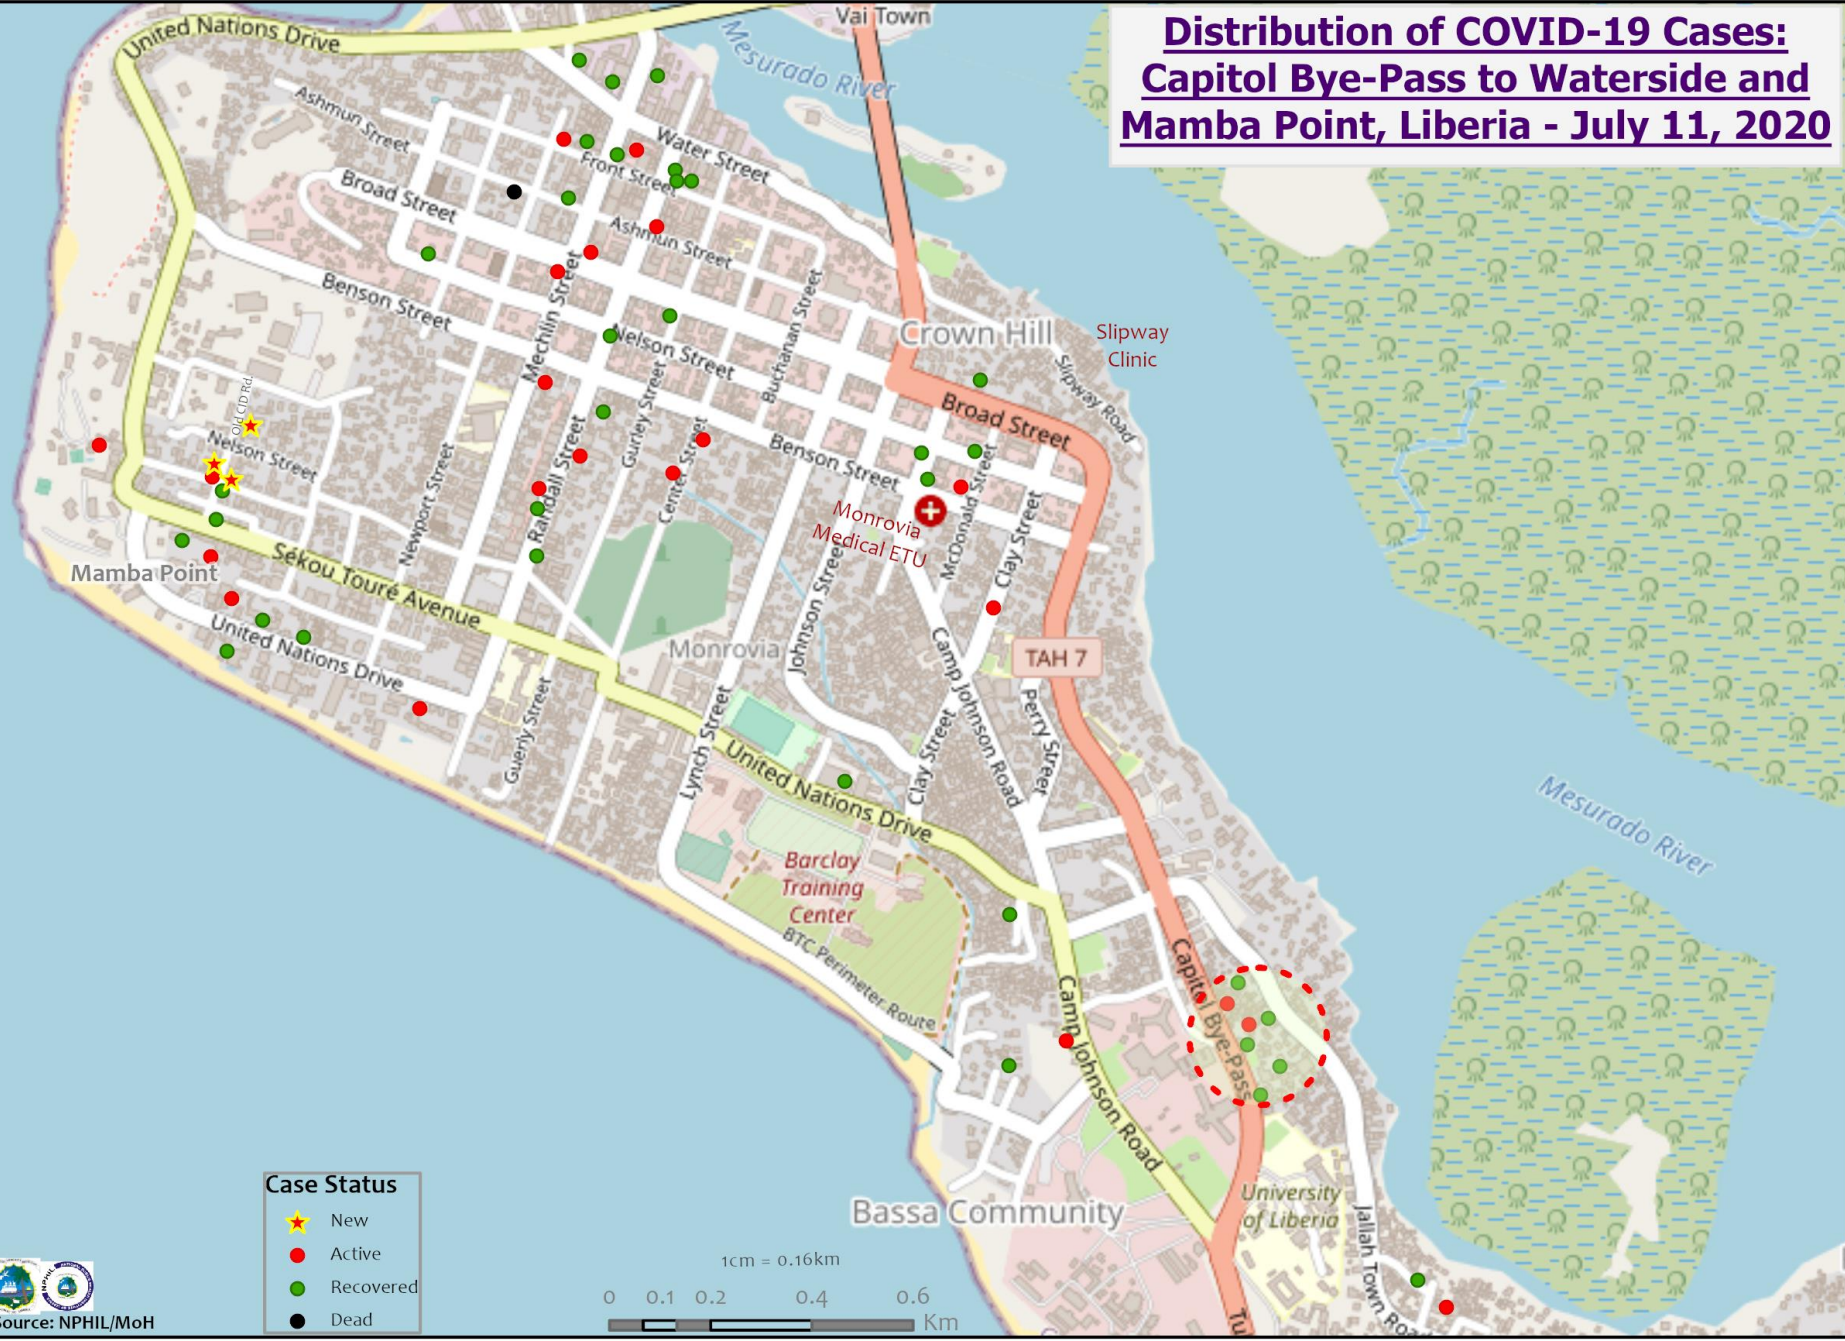 Distribution of COVID-19 Cases:
Capitol Bye-Pass to Waterside and
Mamba Point, Liberia - July 11, 2020
Vai Town
United Nations Drive
Mesurado River
Ashmun Street
Water Street
Front Street
Broad Street
Ashmun Street
Benson Street
Mechlin Street
Buchanan Street
Nelson Street
Crown Hill
Slipway
Clinic
Slipway Road
Broad Street
Old CID Rd.
Nelson Street
Gurley Street
Center Street
Benson Street
Newport Street
Randall Street
Monrovia
Medical ETU
McDonald Street
Clay Street
Sékou Touré Avenue
Mamba Point
United Nations Drive
Monrovia
Johnson Street
Camp Johnson Road
TAH 7
Perry Street
Guerly Street
Lynch Street
United Nations Drive
Clay Street
Mesurado River
Barclay
Training
Center
BTC Perimeter Route
Capitol Bye-Pass
Camp Johnson Road
University
of Liberia
Bassa Community
Jallah Town Road
Tu
Case Status
New
Active
Recovered
Dead
1cm = 0.16km
0 0.1 0.2 0.4 0.6
Km
NPHIL
Source: NPHIL/MoH